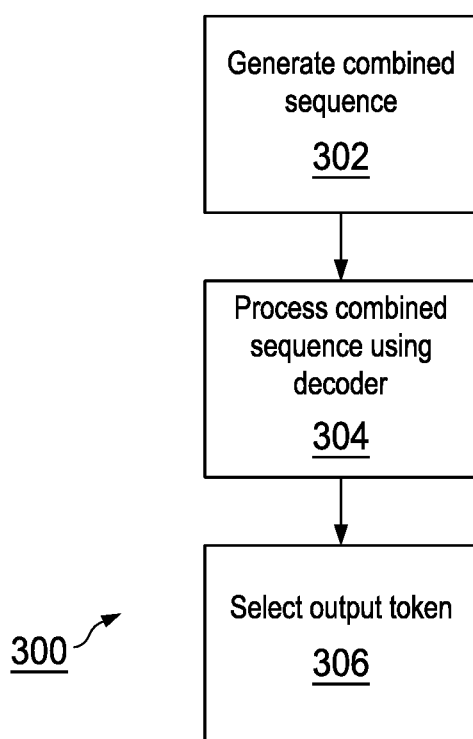 Generate combined
sequence
302
Process combined
sequence using
decoder
304
Select output token
306
300